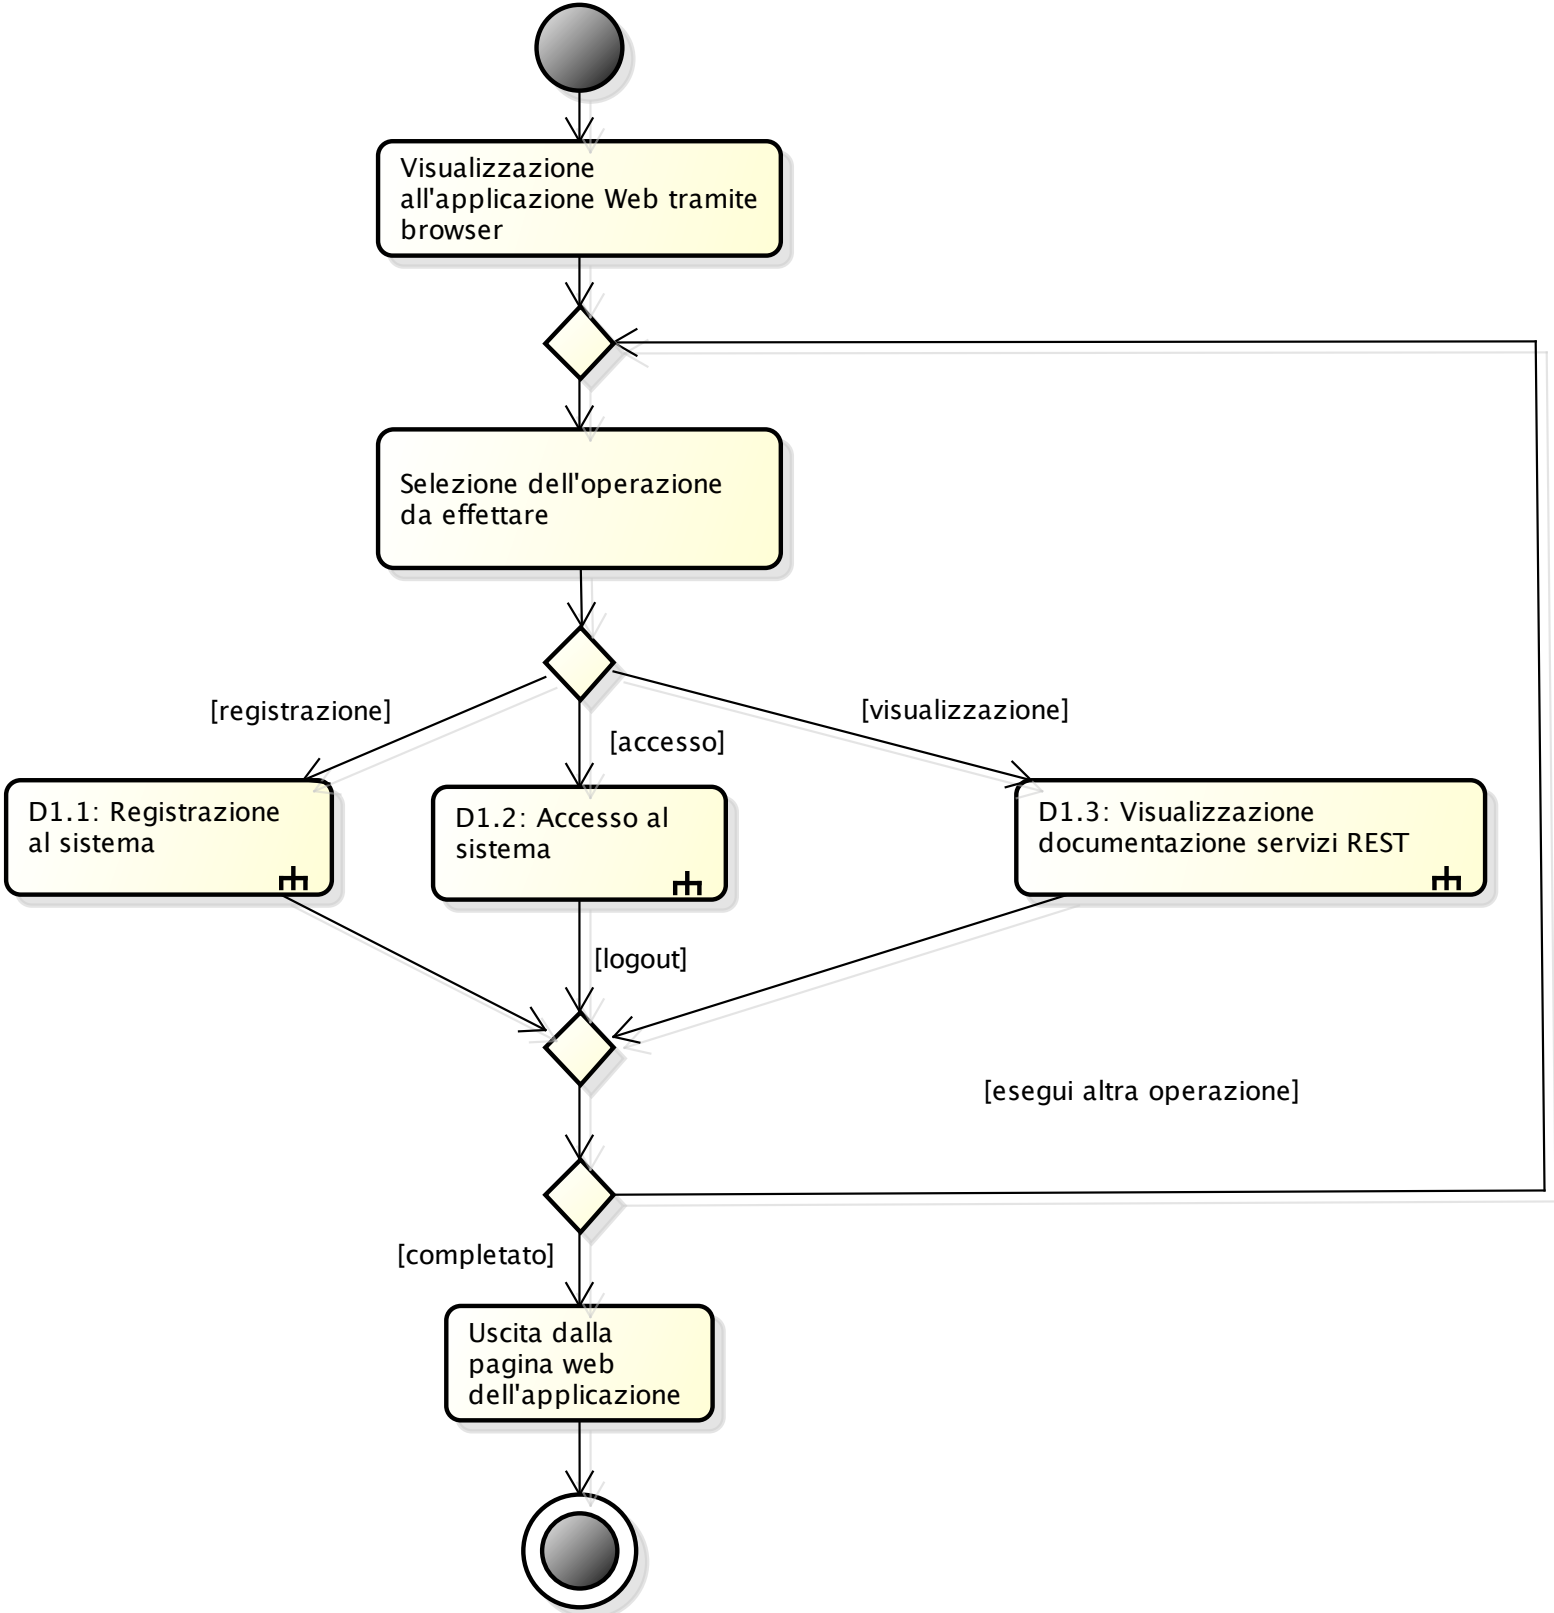 Visualizzazione
all'applicazione Web tramite
browser
Selezione dell'operazione
da effettare
[registrazione]
[accesso]
[visualizzazione]
D1.1: Registrazione
al sistema
D1.2: Accesso al
sistema
D1.3: Visualizzazione
documentazione servizi REST
[logout]
[esegui altra operazione]
[completato]
Uscita dalla
pagina web
dell'applicazione